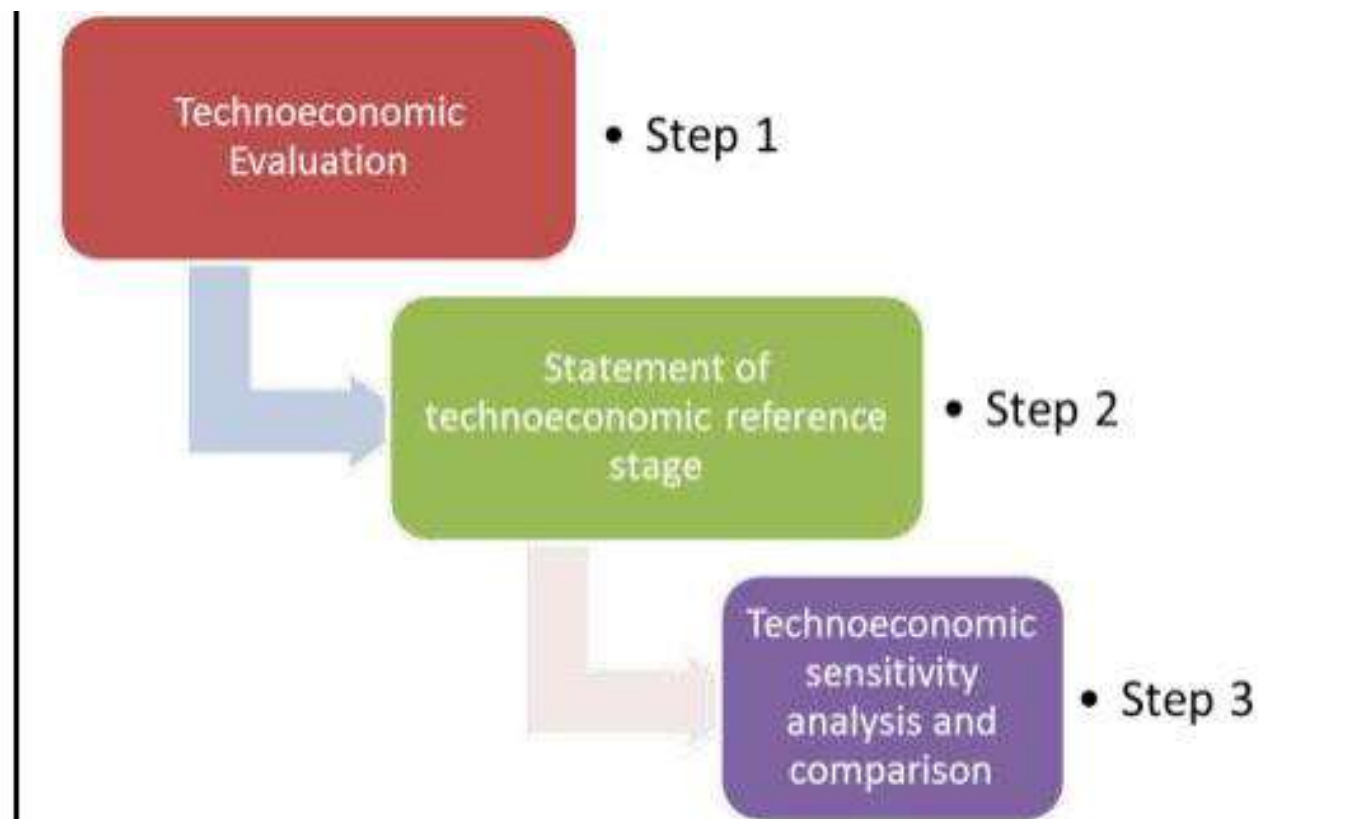 Technoeconomic
Evaluation
• Step 1
Statement of
technoeconomic reference
stage
• Step 2
Technoeconomic
sensitivity
analysis and
comparison
• Step 3